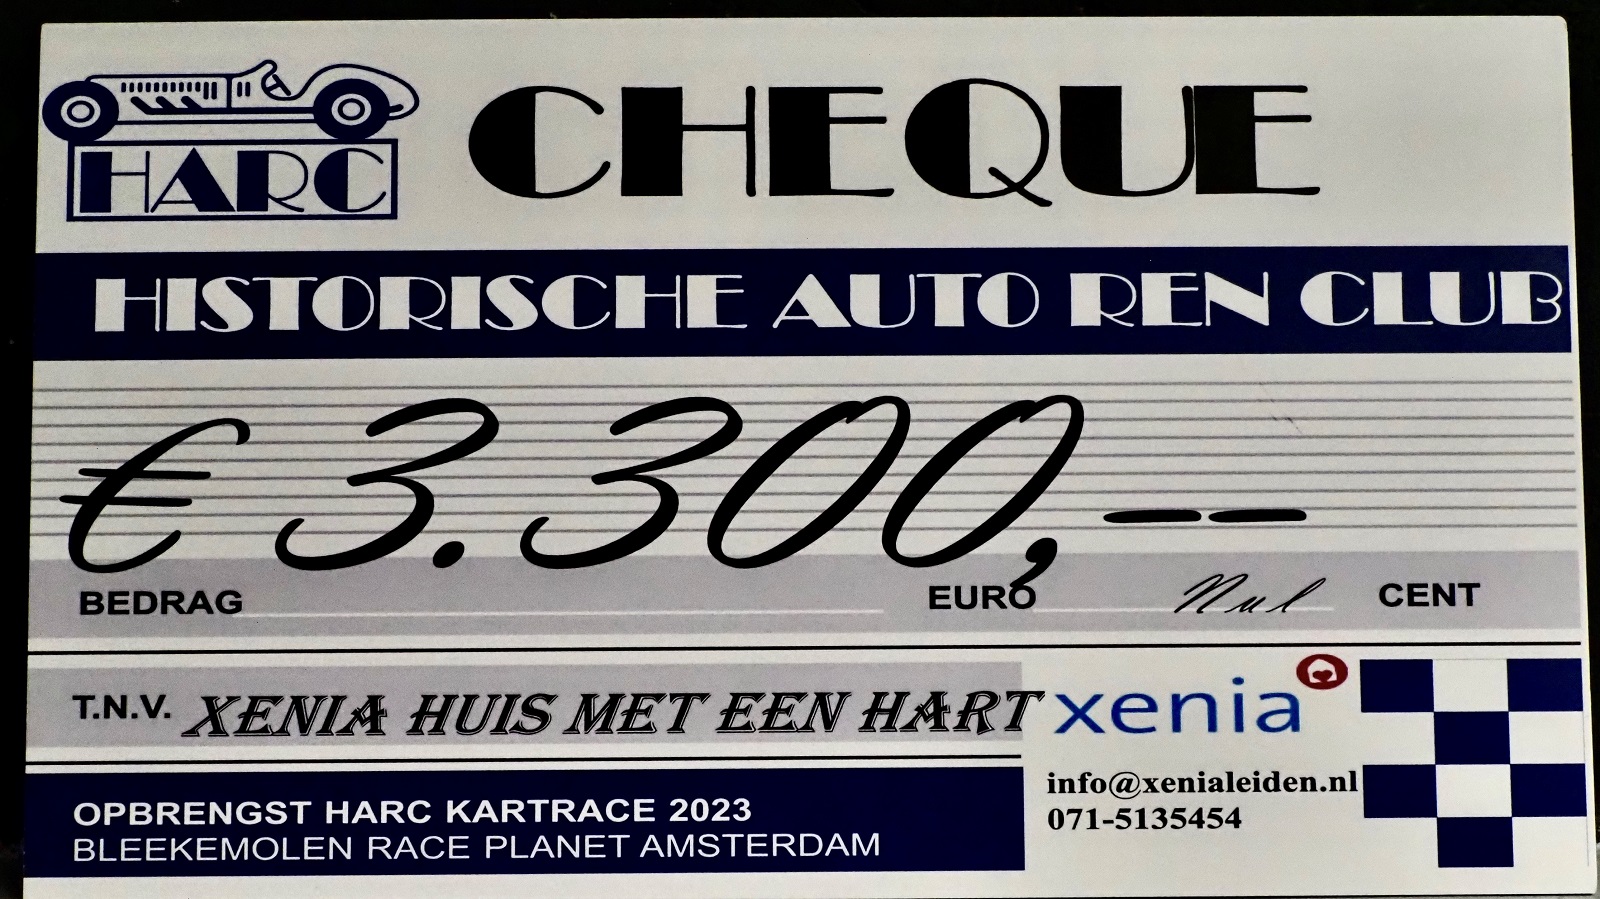 HARC
CHEQUE
HISTORISCHE AUTO REN CLUB
€ 3.300,--
BEDRAG EURO Nul CENT
T.N.V. XENIA HUIS MET EEN HART
xenia
info@xenialeiden.nl
071-5135454
OPBRENGST HARC KARTRACE 2023
BLEEKEMOLEN RACE PLANET AMSTERDAM